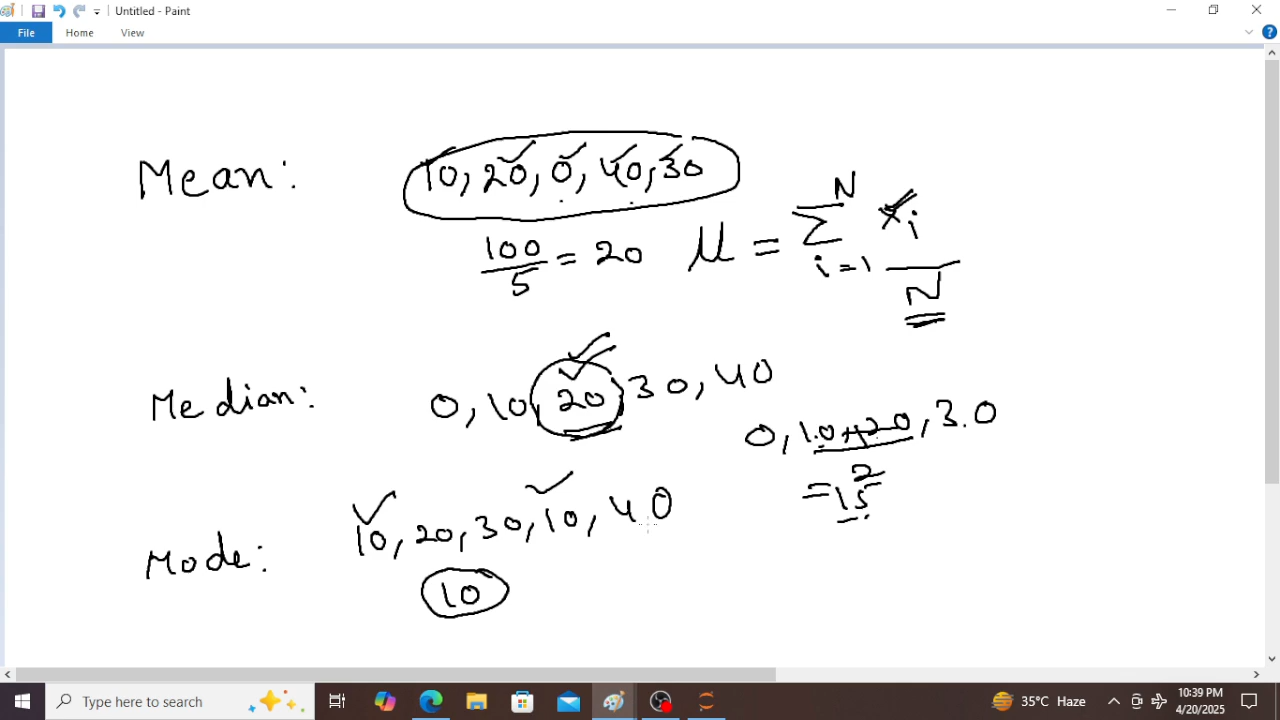 Untitled - Paint
File Home View
Mean: 10, 20, 0, 40, 30
100/5 = 20 μ = Σ N i=1 xi / N
Median: 0, 10, 20, 30, 40
0, 10+20, 30
2
= 15
Mode: 10, 20, 30, 10, 40
10
Type here to search
35°C Haze
10:39 PM
4/20/2025